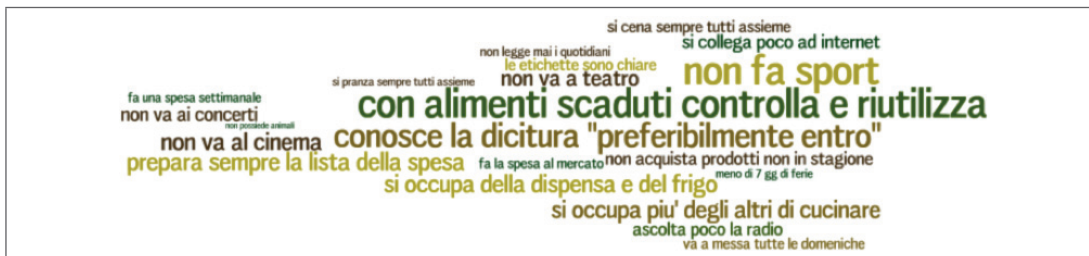 si cena sempre tutti assieme
si collega poco ad internet
non legge mai i quotidiani
le etichette sono chiare
non fa sport
si pranza sempre tutti assieme
non va a teatro
fa una spesa settimanale
con alimenti scaduti controlla e riutilizza
non va ai concerti
non possiede animali
non va al cinema
conosce la dicitura "preferibilmente entro"
prepara sempre la lista della spesa
fa la spesa al mercato
non acquista prodotti non in stagione
meno di 7 gg di ferie
si occupa della dispensa e del frigo
si occupa piu' degli altri di cucinare
ascolta poco la radio
va a messa tutte le domeniche